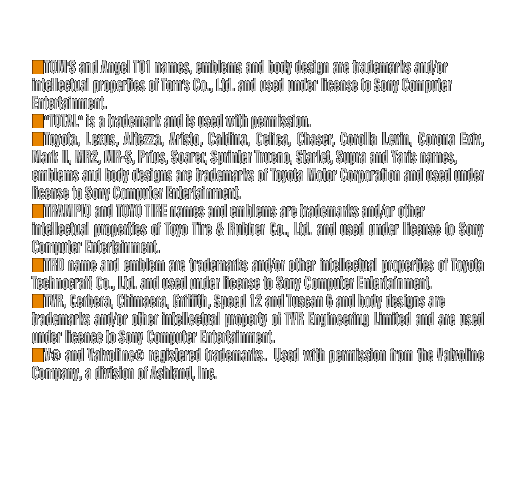 ■TOM'S and Angel T01 names, emblems and body design are trademarks and/or
intellectual properties of Tom's Co., Ltd. and used under license to Sony Computer
Entertainment.
■"TOTAL" is a trademark and is used with permission.
■Toyota, Lexus, Altezza, Aristo, Caldina, Celica, Chaser, Corolla Levin, Corona Exiv,
Mark II, MR2, MR-S, Prius, Soarer, Sprinter Trueno, Starlet, Supra and Yaris names,
emblems and body designs are trademarks of Toyota Motor Corporation and used under
license to Sony Computer Entertainment.
■TRAMPIO and TOYO TIRE names and emblems are trademarks and/or other
intellectual properties of Toyo Tire & Rubber Co., Ltd. and used under license to Sony
Computer Entertainment.
■TRD name and emblem are trademarks and/or other intellectual properties of Toyota
Technocraft Co., Ltd. and used under license to Sony Computer Entertainment.
■TVR, Cerbera, Chimaera, Griffith, Speed 12 and Tuscan 6 and body designs are
trademarks and/or other intellectual property of TVR Engineering Limited and are used
under licence to Sony Computer Entertainment.
■V® and Valvoline® registered trademarks. Used with permission from the Valvoline
Company, a division of Ashland, Inc.